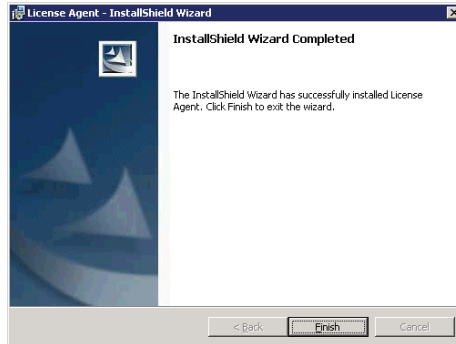 License Agent - InstallShield Wizard
InstallShield Wizard Completed
The InstallShield Wizard has successfully installed License
Agent. Click Finish to exit the wizard.
< Back
Finish
Cancel